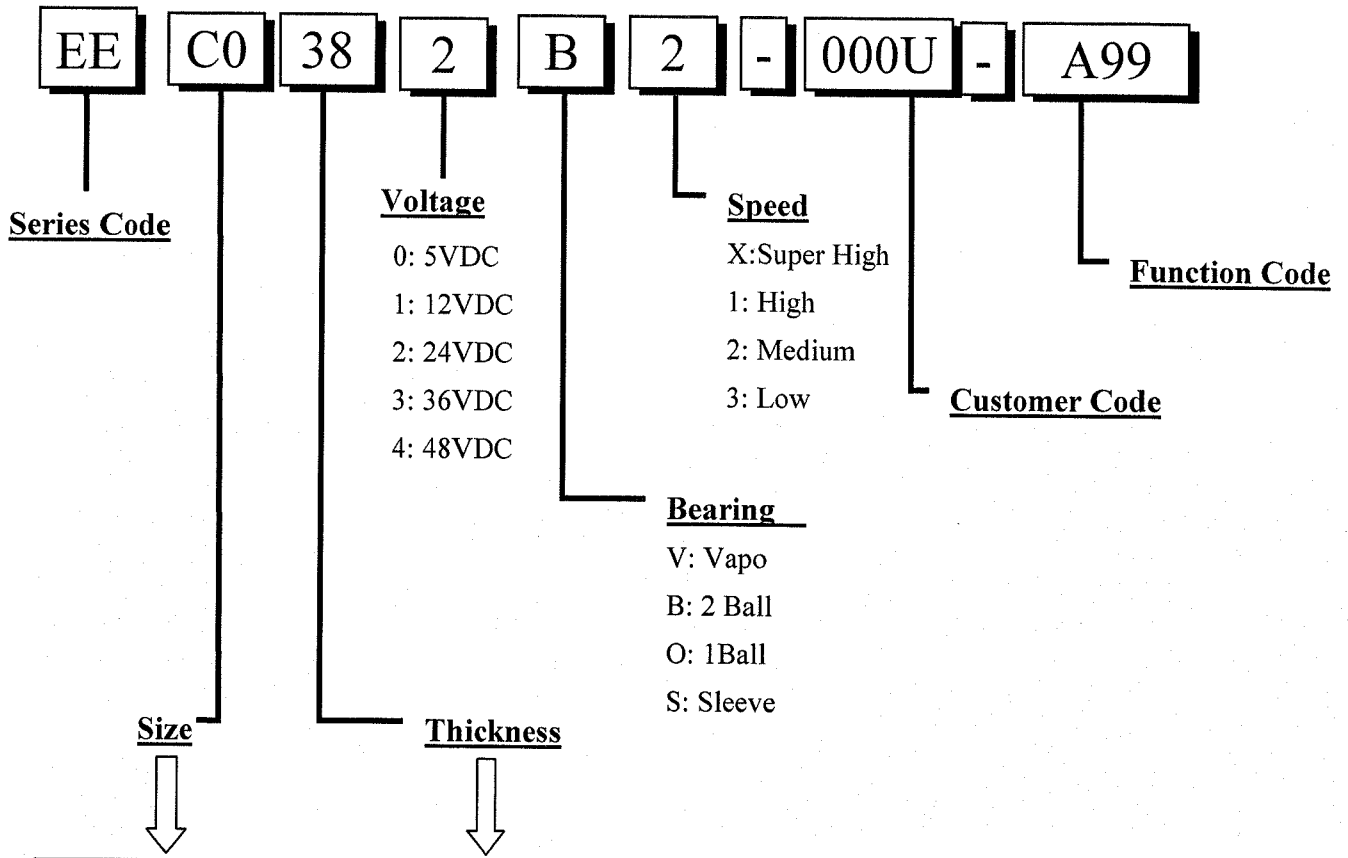 EE C0 38 2 B 2 - 000U - A99
Series Code
Voltage
0: 5VDC
1: 12VDC
2: 24VDC
3: 36VDC
4: 48VDC
Speed
X:Super High
1: High
2: Medium
3: Low
Function Code
Customer Code
Bearing
V: Vapo
B: 2 Ball
O: 1Ball
S: Sleeve
Size
Thickness